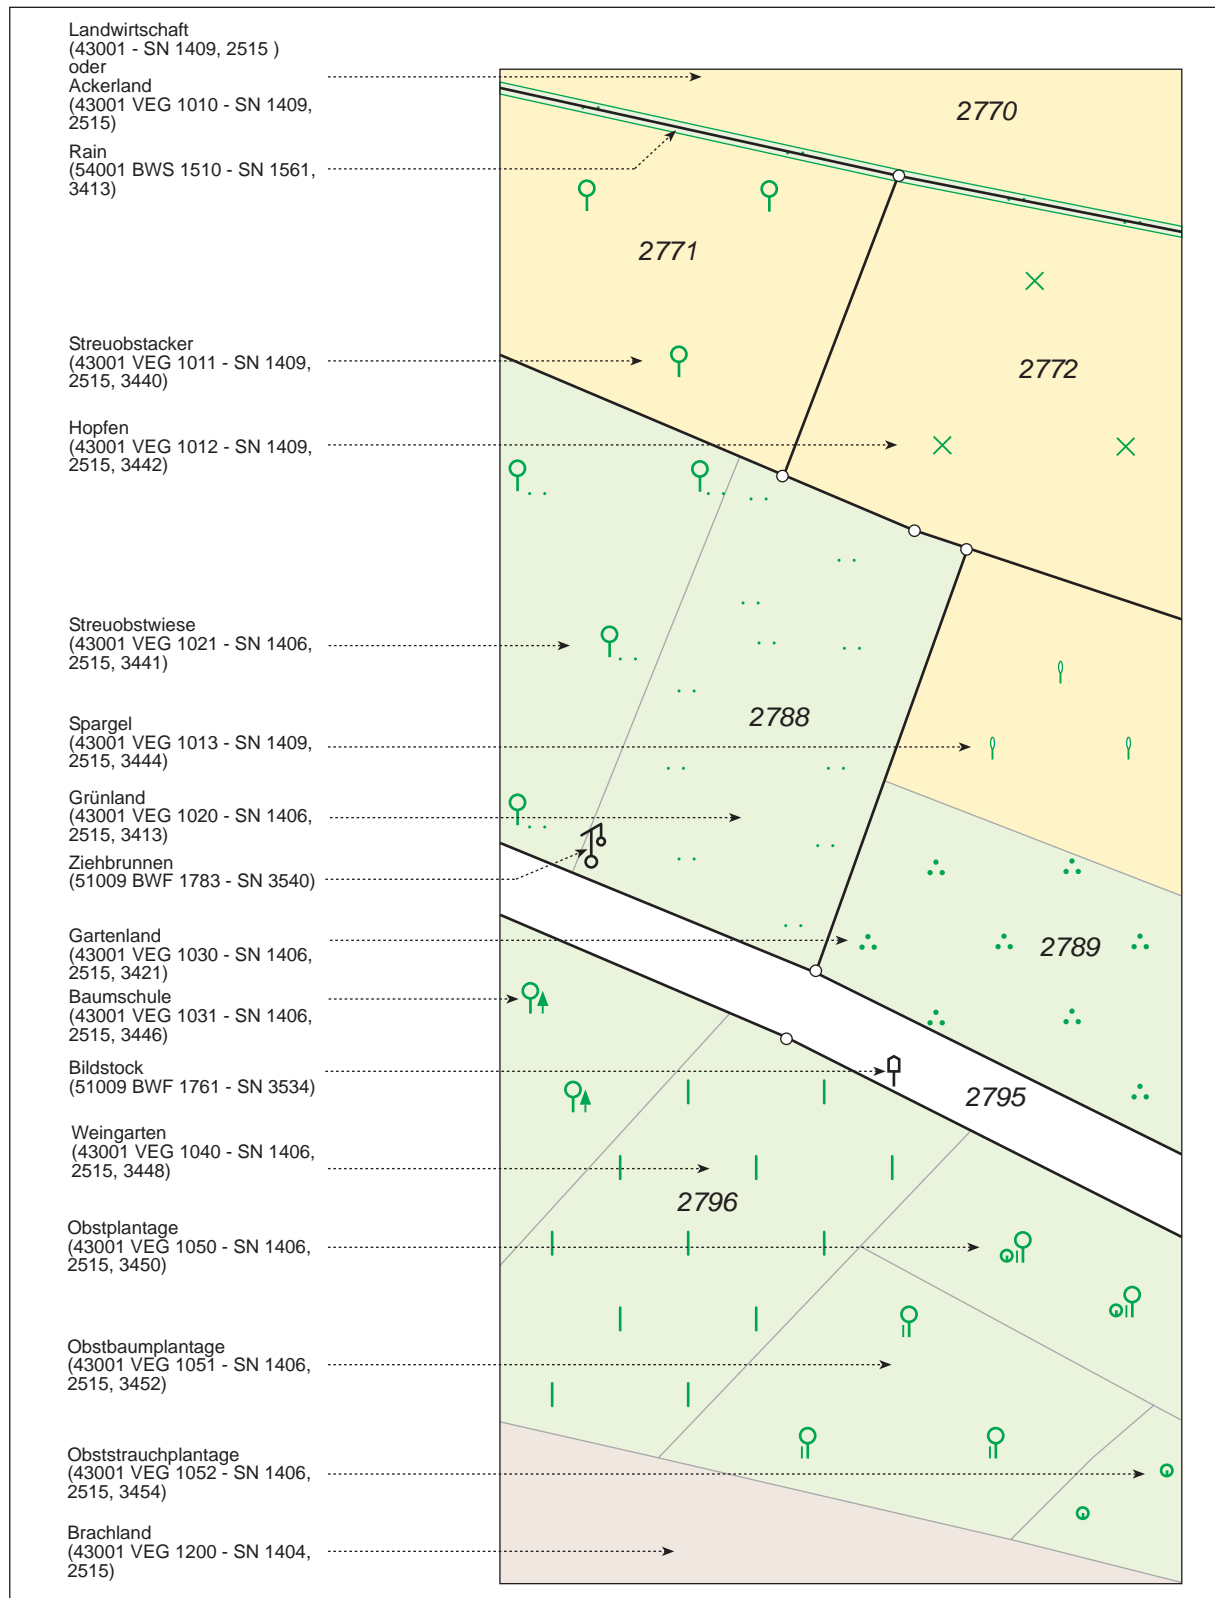 Landwirtschaft
(43001 - SN 1409, 2515 )
oder
Ackerland
(43001 VEG 1010 - SN 1409,
2515)
2770
Rain
(54001 BWS 1510 - SN 1561,
3413)
2771
Streuobstacker
(43001 VEG 1011 - SN 1409,
2515, 3440)
2772
Hopfen
(43001 VEG 1012 - SN 1409,
2515, 3442)
Streuobstwiese
(43001 VEG 1021 - SN 1406,
2515, 3441)
2788
Spargel
(43001 VEG 1013 - SN 1409,
2515, 3444)
Grünland
(43001 VEG 1020 - SN 1406,
2515, 3413)
Ziehbrunnen
(51009 BWF 1783 - SN 3540)
Gartenland
(43001 VEG 1030 - SN 1406,
2515, 3421)
2789
Baumschule
(43001 VEG 1031 - SN 1406,
2515, 3446)
Bildstock
(51009 BWF 1761 - SN 3534)
2795
Weingarten
(43001 VEG 1040 - SN 1406,
2515, 3448)
2796
Obstplantage
(43001 VEG 1050 - SN 1406,
2515, 3450)
Obstbaumplantage
(43001 VEG 1051 - SN 1406,
2515, 3452)
Obststrauchplantage
(43001 VEG 1052 - SN 1406,
2515, 3454)
Brachland
(43001 VEG 1200 - SN 1404,
2515)